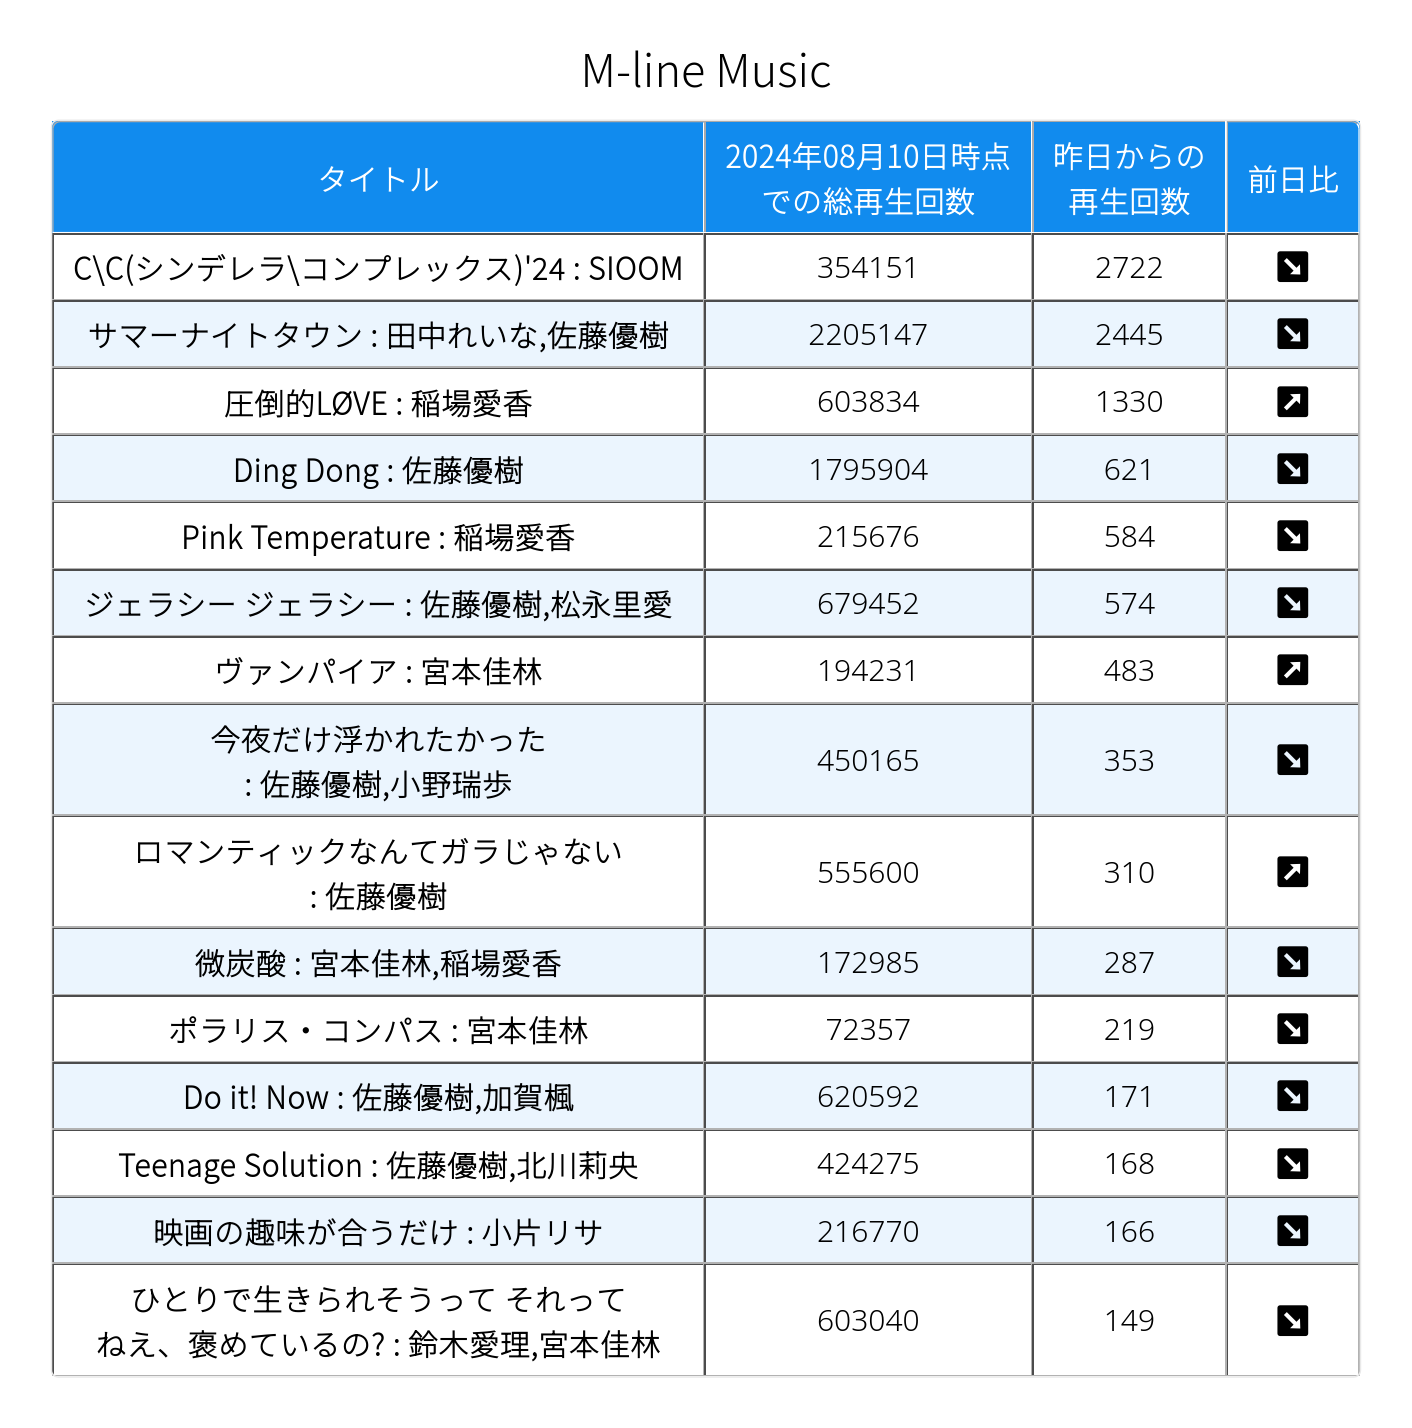 M-line Music
タイトル
2024年08月10日時点
での総再生回数
昨日からの
再生回数
前日比
C\C(シンデレラ\コンプレックス)'24 : SIOOM 354151 2722
サマーナイトタウン : 田中れいな,佐藤優樹 2205147 2445
圧倒的LØVE : 稲場愛香 603834 1330
Ding Dong : 佐藤優樹 1795904 621
Pink Temperature : 稲場愛香 215676 584
ジェラシー ジェラシー : 佐藤優樹,松永里愛 679452 574
ヴァンパイア : 宮本佳林 194231 483
今夜だけ浮かれたかった
: 佐藤優樹,小野瑞歩 450165 353
ロマンティックなんてガラじゃない
: 佐藤優樹 555600 310
微炭酸 : 宮本佳林,稲場愛香 172985 287
ポラリス・コンパス : 宮本佳林 72357 219
Do it! Now : 佐藤優樹,加賀楓 620592 171
Teenage Solution : 佐藤優樹,北川莉央 424275 168
映画の趣味が合うだけ : 小片リサ 216770 166
ひとりで生きられそうって それって
ねえ、褒めているの? : 鈴木愛理,宮本佳林 603040 149